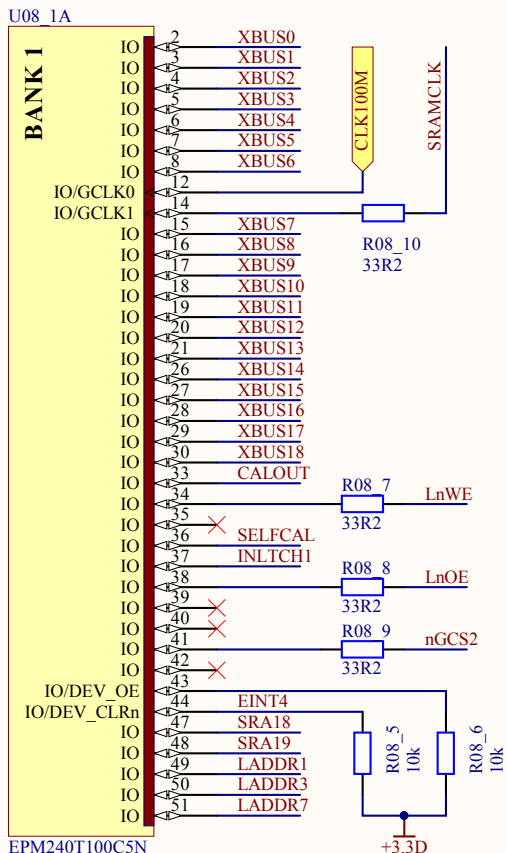 U08_1A
BANK 1
IO 2 XBUS0
IO 3 XBUS1
IO 4 XBUS2
IO 5 XBUS3
IO 6 XBUS4
IO 7 XBUS5
IO 8 XBUS6
CLK100M
SRAMCLK
IO/GCLK0 12
IO/GCLK1 14
R08_10
33R2
IO 15 XBUS7
IO 16 XBUS8
IO 17 XBUS9
IO 18 XBUS10
IO 19 XBUS11
IO 20 XBUS12
IO 21 XBUS13
IO 26 XBUS14
IO 27 XBUS15
IO 28 XBUS16
IO 29 XBUS17
IO 30 XBUS18
IO 33 CALOUT
IO 34 R08_7 33R2 LnWE
IO 35
IO 36 SELFCAL
IO 37 INLTCH1
IO 38 R08_8 33R2 LnOE
IO 39
IO 40
IO 41 R08_9 33R2 nGCS2
IO 42
IO/DEV_OE 43
IO/DEV_CLRn 44 EINT4
IO 47 SRA18
IO 48 SRA19
IO 49 LADDR1
IO 50 LADDR3
IO 51 LADDR7
R08_5
10k
R08_6
10k
+3.3D
EPM240T100C5N